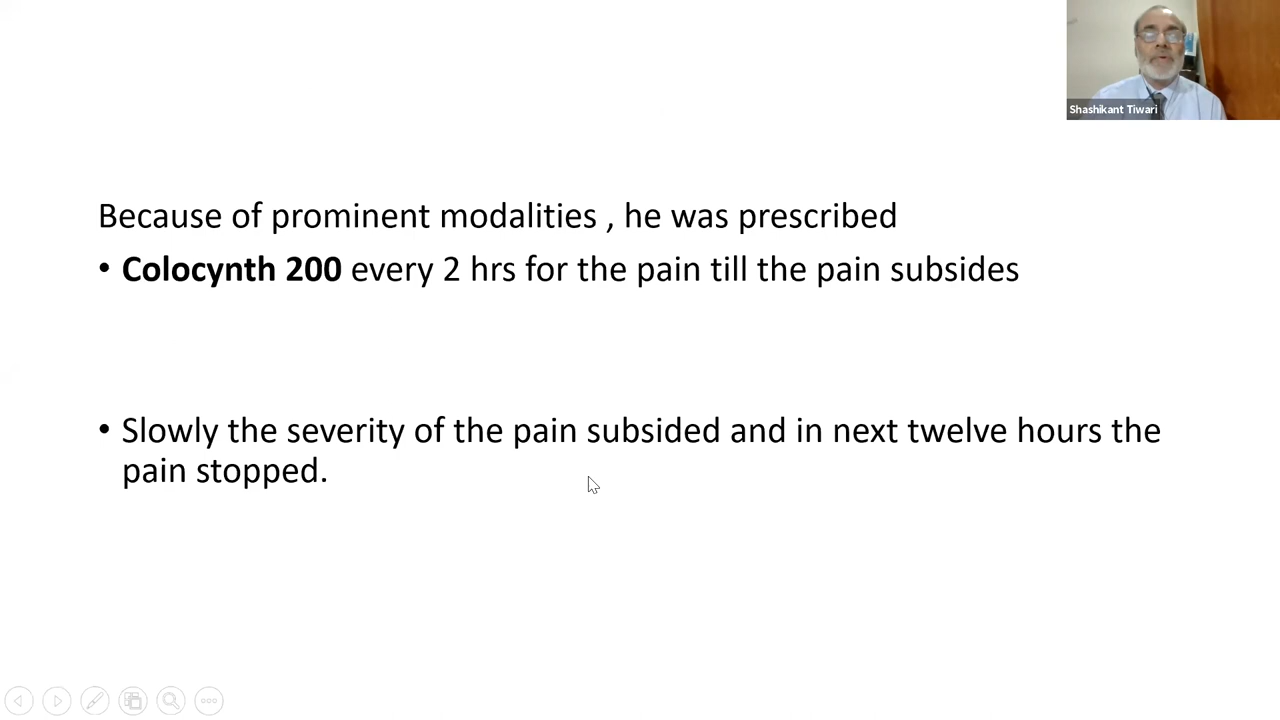 Shashikant Tiwari
Because of prominent modalities , he was prescribed
• Colocynth 200 every 2 hrs for the pain till the pain subsides
• Slowly the severity of the pain subsided and in next twelve hours the
pain stopped.